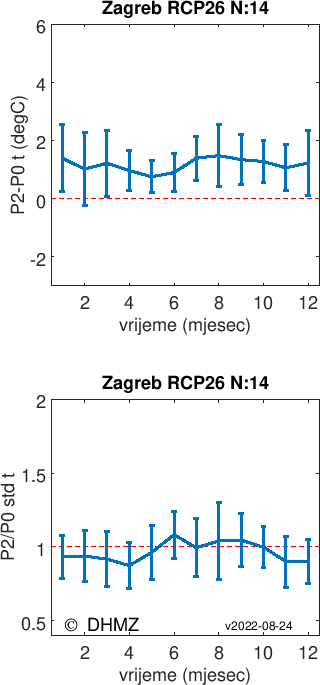 Zagreb RCP26 N:14
6
4
2
0
-2
P2-P0 t (degC)
2 4 6 8 10 12
vrijeme (mjesec)
Zagreb RCP26 N:14
2
1.5
1
0.5
P2/P0 std t
© DHMZ v2022-08-24
2 4 6 8 10 12
vrijeme (mjesec)